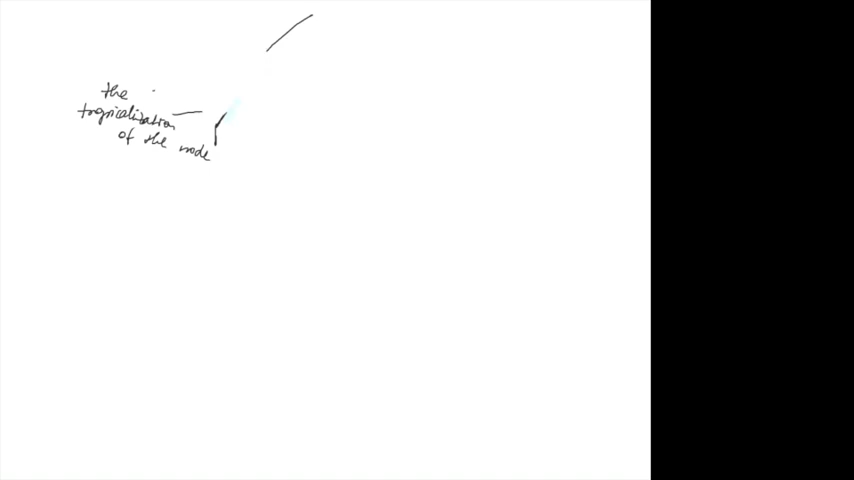 the
tropicalization
of the node